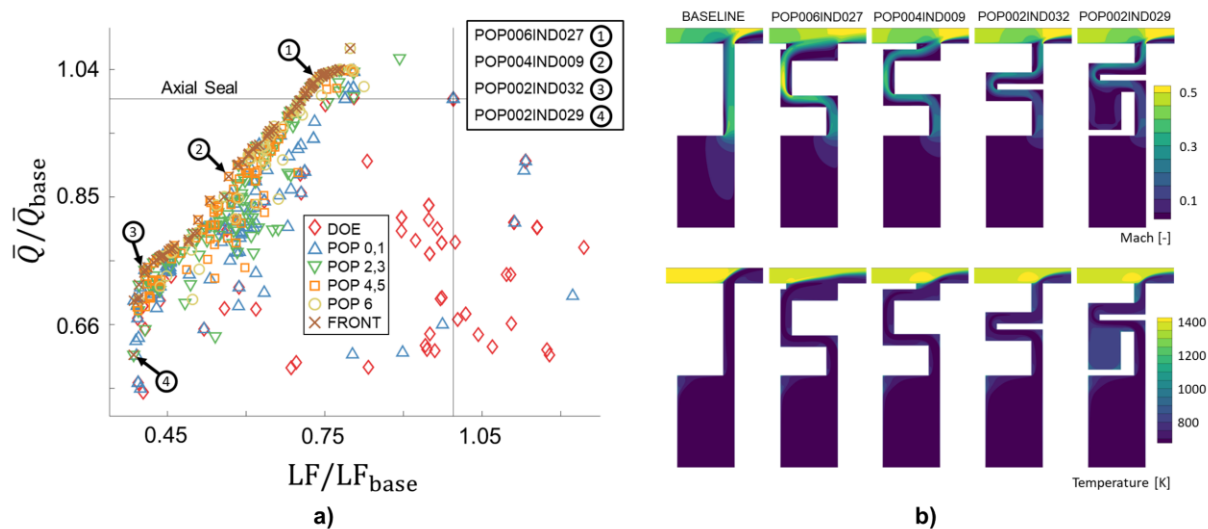 1.04
0.85
0.66
Q̄/Q̄base
Axial Seal
1
2
3
4
POP006IND027 1
POP004IND009 2
POP002IND032 3
POP002IND029 4
DOE
POP 0,1
POP 2,3
POP 4,5
POP 6
FRONT
0.45 0.75 1.05
LF/LFbase
a)
BASELINE POP006IND027 POP004IND009 POP002IND032 POP002IND029
0.5
0.3
0.1
Mach [-]
1400
1200
1000
800
Temperature [K]
b)